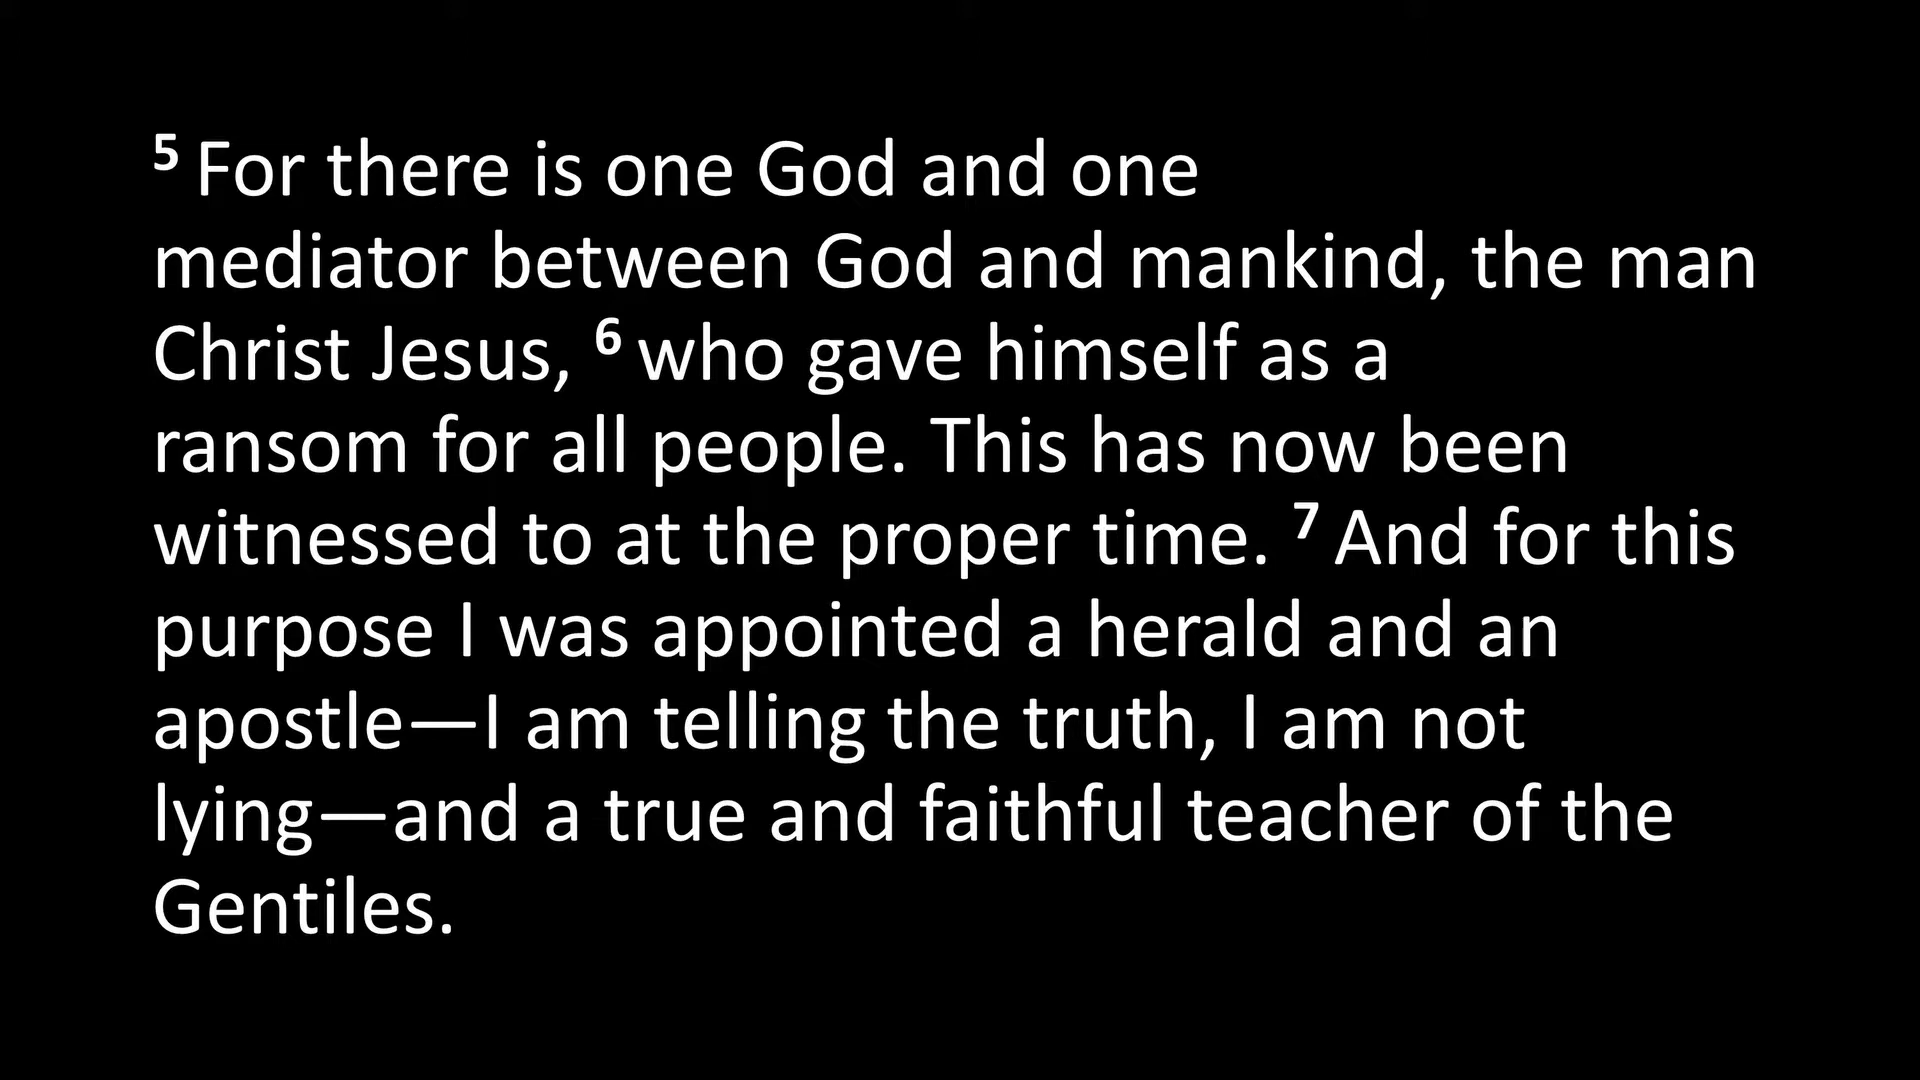 5 For there is one God and one
mediator between God and mankind, the man
Christ Jesus, 6 who gave himself as a
ransom for all people. This has now been
witnessed to at the proper time. 7 And for this
purpose I was appointed a herald and an
apostle—I am telling the truth, I am not
lying—and a true and faithful teacher of the
Gentiles.